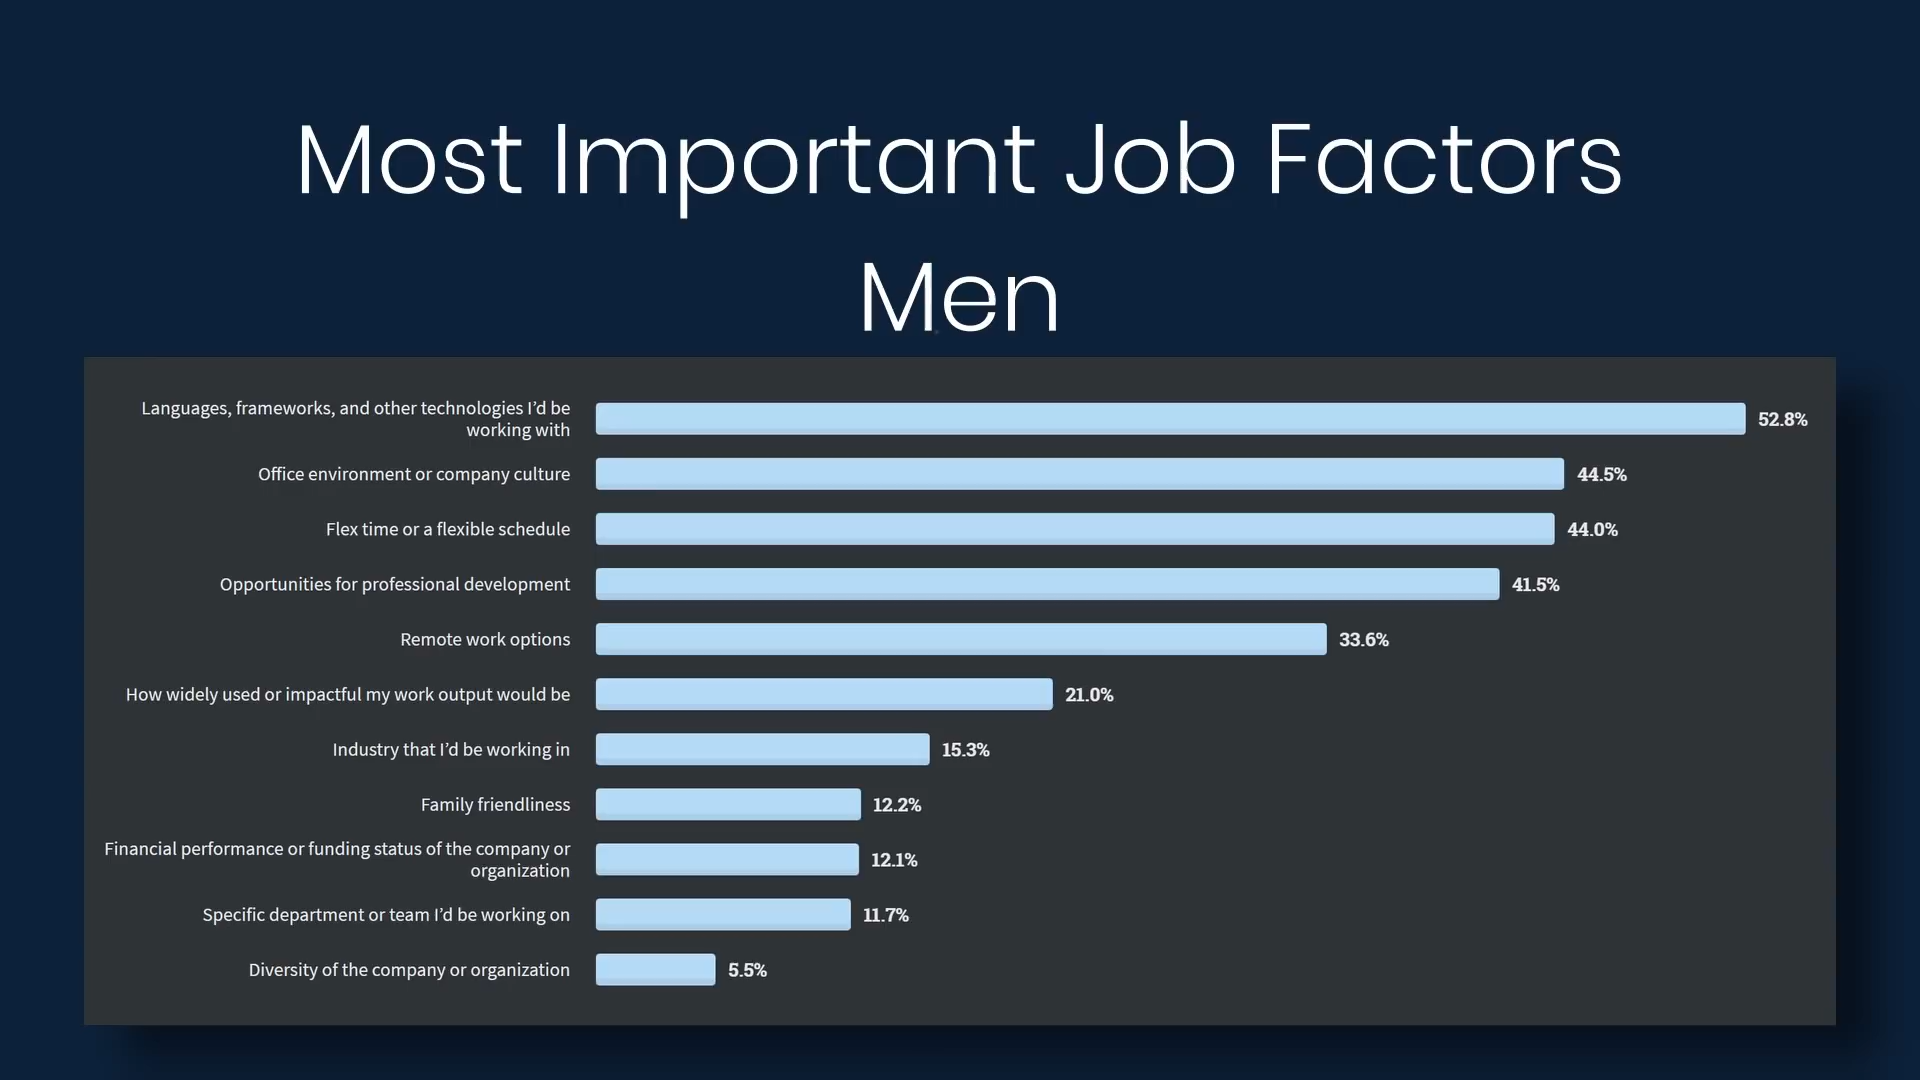 Most Important Job Factors
Men
Languages, frameworks, and other technologies I’d be
working with
52.8%
Office environment or company culture
44.5%
Flex time or a flexible schedule
44.0%
Opportunities for professional development
41.5%
Remote work options
33.6%
How widely used or impactful my work output would be
21.0%
Industry that I’d be working in
15.3%
Family friendliness
12.2%
Financial performance or funding status of the company or
organization
12.1%
Specific department or team I’d be working on
11.7%
Diversity of the company or organization
5.5%